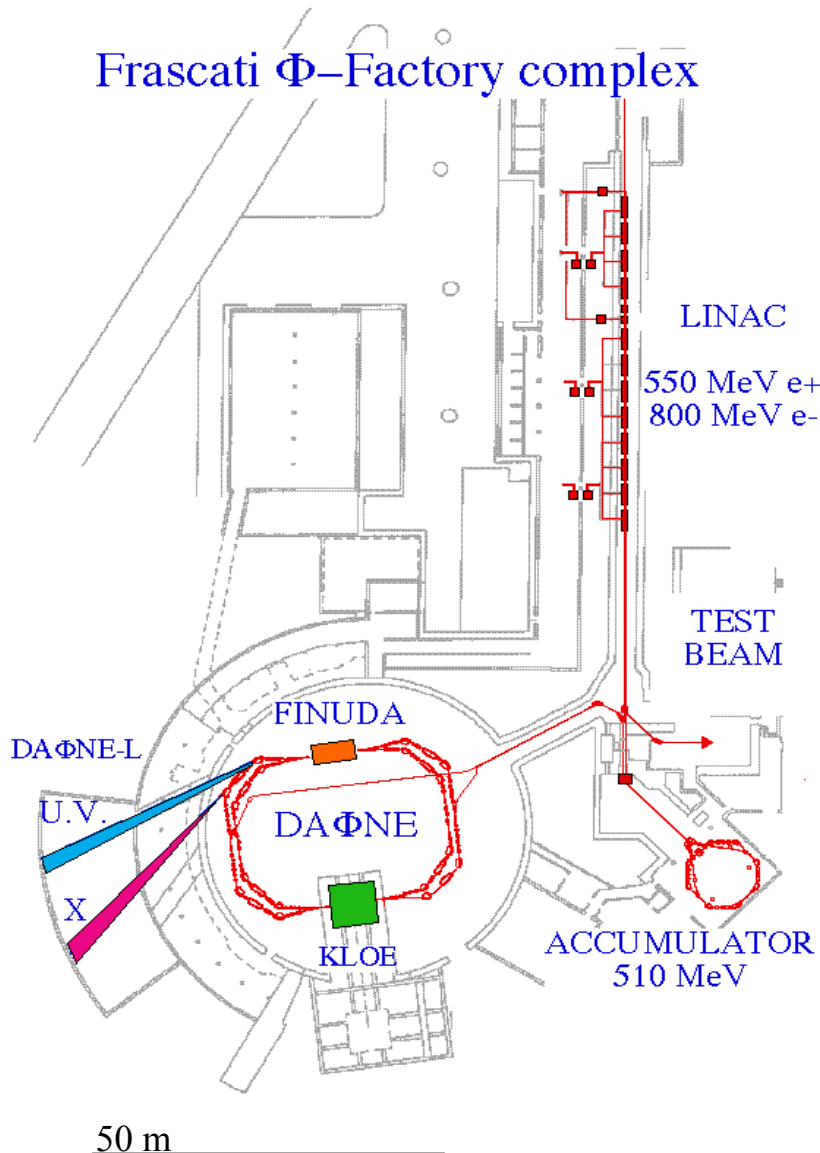 Frascati Φ–Factory complex
LINAC
550 MeV e+
800 MeV e-
TEST
BEAM
FINUDA
DAΦNE-L
U.V.
DAΦNE
X
KLOE
ACCUMULATOR
510 MeV
50 m